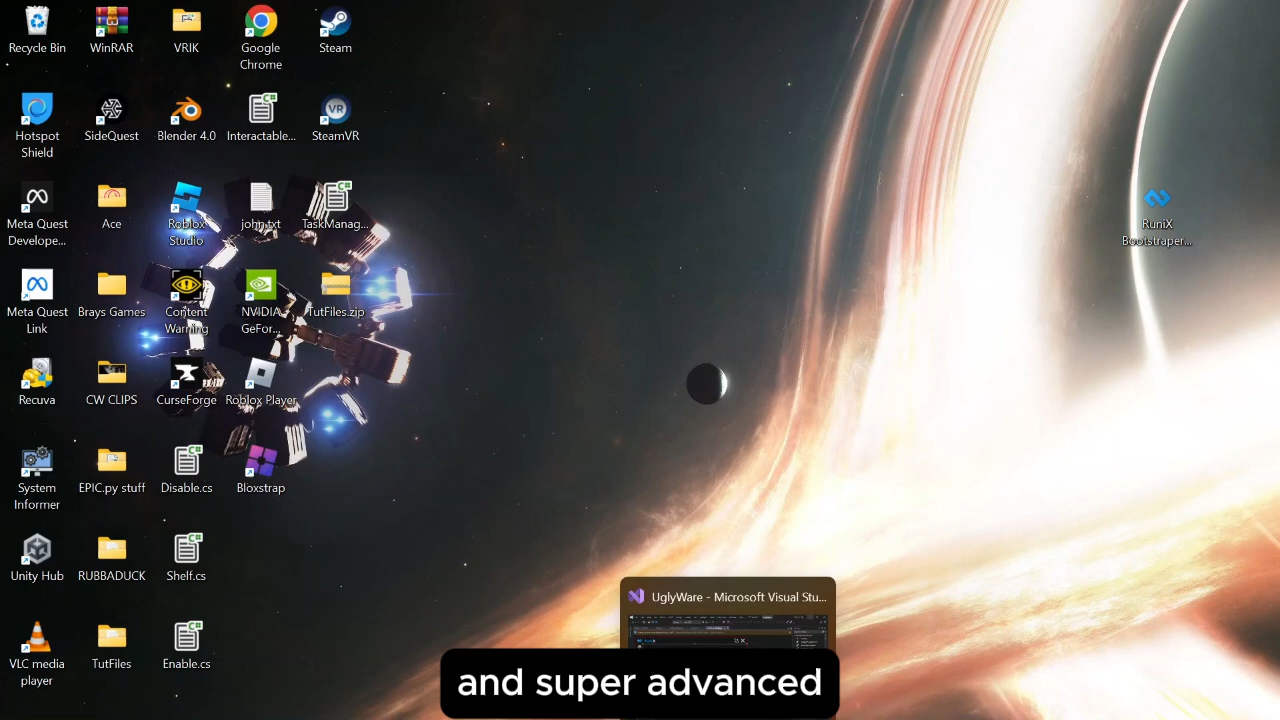 Recycle Bin
WinRAR
VRIK
Google
Chrome
Steam
Hotspot
Shield
SideQuest
Blender 4.0
Interactable...
SteamVR
Meta Quest
Develope...
Ace
Roblox
Studio
john.txt
TaskManag...
RuniX
Bootstraper...
Meta Quest
Link
Brays Games
Content
Warning
NVIDIA
GeFor...
TutFiles.zip
Recuva
CW CLIPS
CurseForge
Roblox Player
System
Informer
EPIC.py stuff
Disable.cs
Bloxstrap
Unity Hub
RUBBADUCK
Shelf.cs
UglyWare - Microsoft Visual Stu...
VLC media
player
TutFiles
Enable.cs
and super advanced